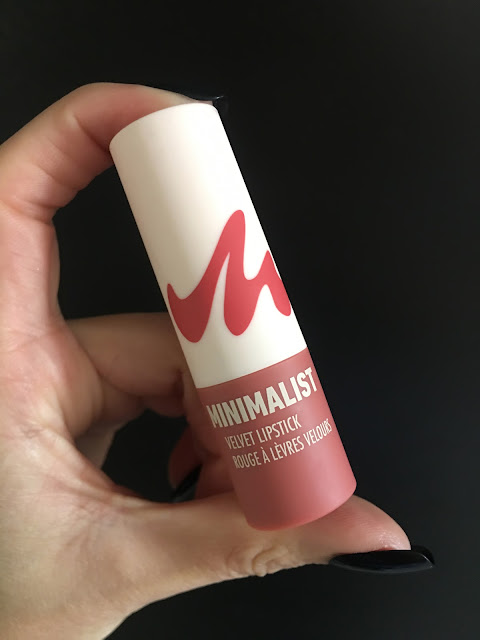 MINIMALIST
VELVET LIPSTICK
ROUGE À LÈVRES VELOURS